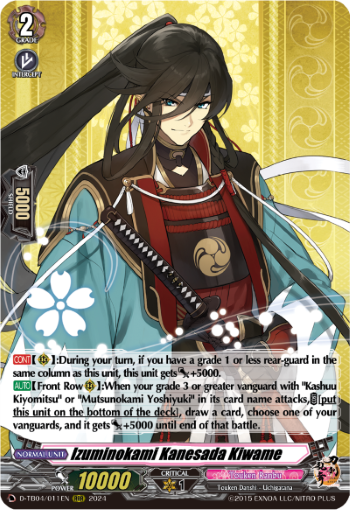 2
GRADE
INTERCEPT
5000
SHIELD
CONT【 】:During your turn, if you have a grade 1 or less rear-guard in the
same column as this unit, this unit gets +5000.
AUTO【Front Row 】:When your grade 3 or greater vanguard with "Kashuu
Kiyomitsu" or "Mutsunokami Yoshiyuki" in its card name attacks, [put
this unit on the bottom of the deck], draw a card, choose one of your
vanguards, and it gets +5000 until end of that battle.
NORMAL UNIT
Izuminokami Kanesada Kiwame
POWER 10000
CRITICAL
1
Touken Ranbu
Touken Danshi - Uchigatana
D-TB04/011EN RRR 2024
©2015 EXNOA LLC/NITRO PLUS